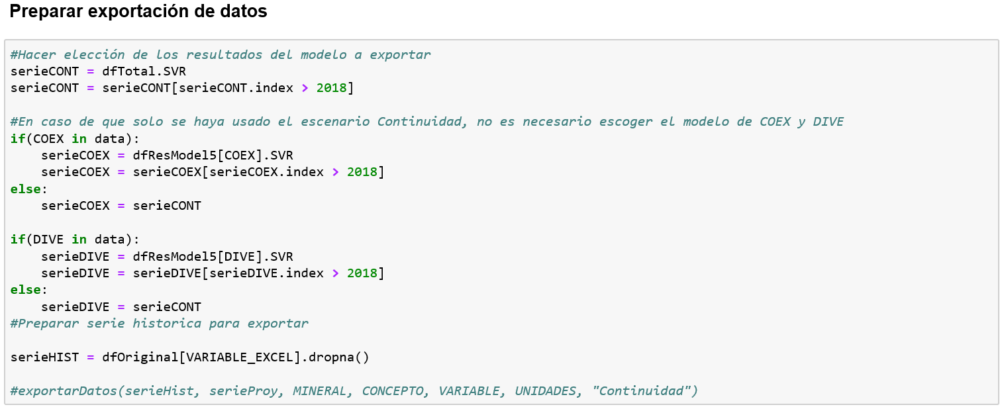 Preparar exportación de datos
#Hacer elección de los resultados del modelo a exportar
serieCONT = dfTotal.SVR
serieCONT = serieCONT[serieCONT.index > 2018]
#En caso de que solo se haya usado el escenario Continuidad, no es necesario escoger el modelo de COEX y DIVE
if(COEX in data):
    serieCOEX = dfResModel5[COEX].SVR
    serieCOEX = serieCOEX[serieCOEX.index > 2018]
else:
    serieCOEX = serieCONT
if(DIVE in data):
    serieDIVE = dfResModel5[DIVE].SVR
    serieDIVE = serieDIVE[serieDIVE.index > 2018]
else:
    serieDIVE = serieCONT
#Preparar serie historica para exportar
serieHIST = dfOriginal[VARIABLE_EXCEL].dropna()
#exportarDatos(serieHist, serieProy, MINERAL, CONCEPTO, VARIABLE, UNIDADES, "Continuidad")